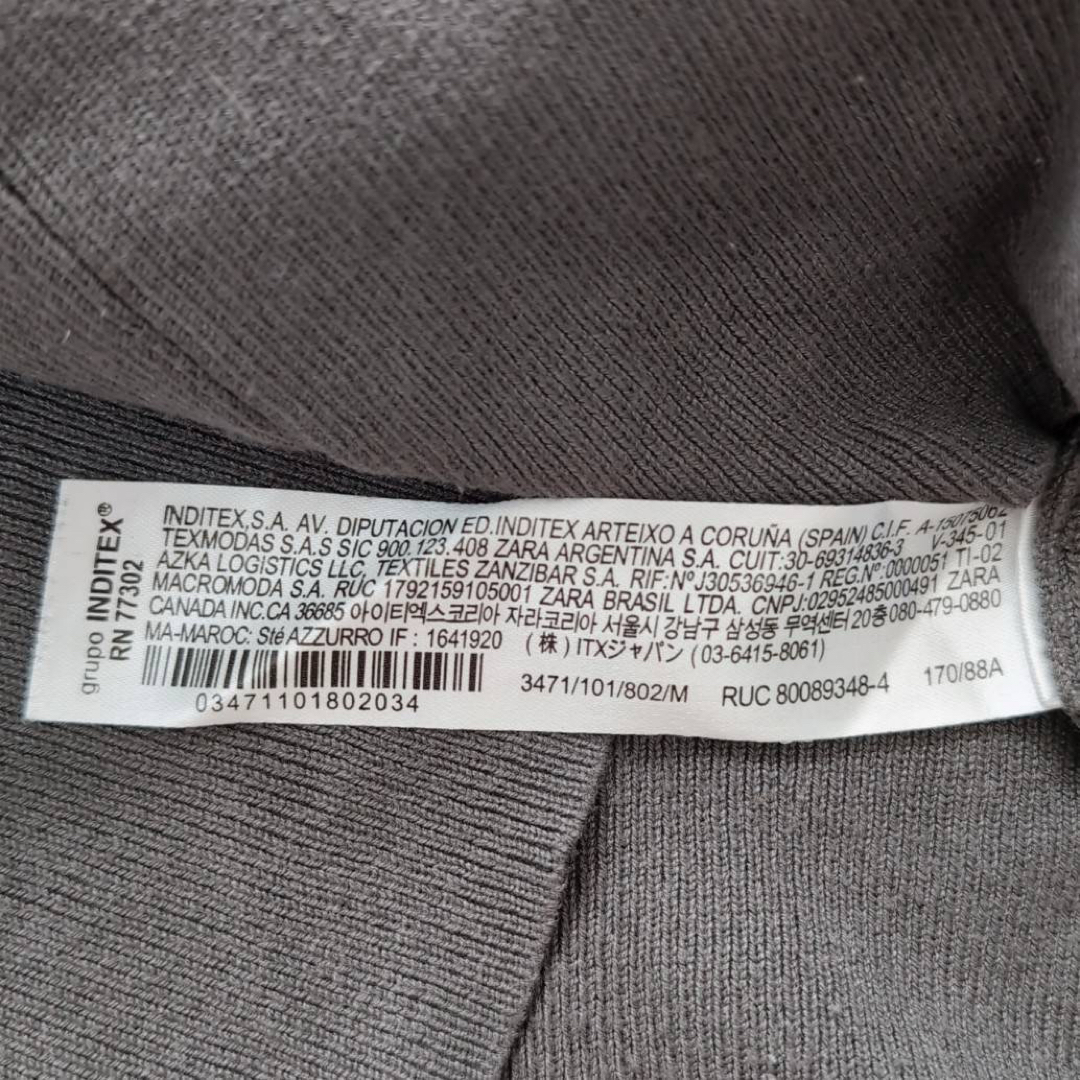 grupo INDITEX®
RN 77302
INDITEX,S.A. AV. DIPUTACION ED.INDITEX ARTEIXO A CORUÑA (SPAIN) C.I.F. A-15075062
TEXMODAS S.A.S SIC 900.123.408 ZARA ARGENTINA S.A. CUIT:30-69314836-3 V-345-01
AZKA LOGISTICS LLC, TEXTILES ZANZIBAR S.A. RIF:Nº J30536946-1 REG.Nº:0000051 TI-02
MACROMODA S.A. RUC 1792159105001 ZARA BRASIL LTDA. CNPJ:02952485000491 ZARA
CANADA INC.CA 36685 아이티엑스코리아 자라코리아 서울시 강남구 삼성동 무역센터 20층 080-479-0880
MA-MAROC: Sté AZZURRO IF : 1641920 (株)ITXジャパン (03-6415-8061)
03471101802034 3471/101/802/M RUC 80089348-4 170/88A